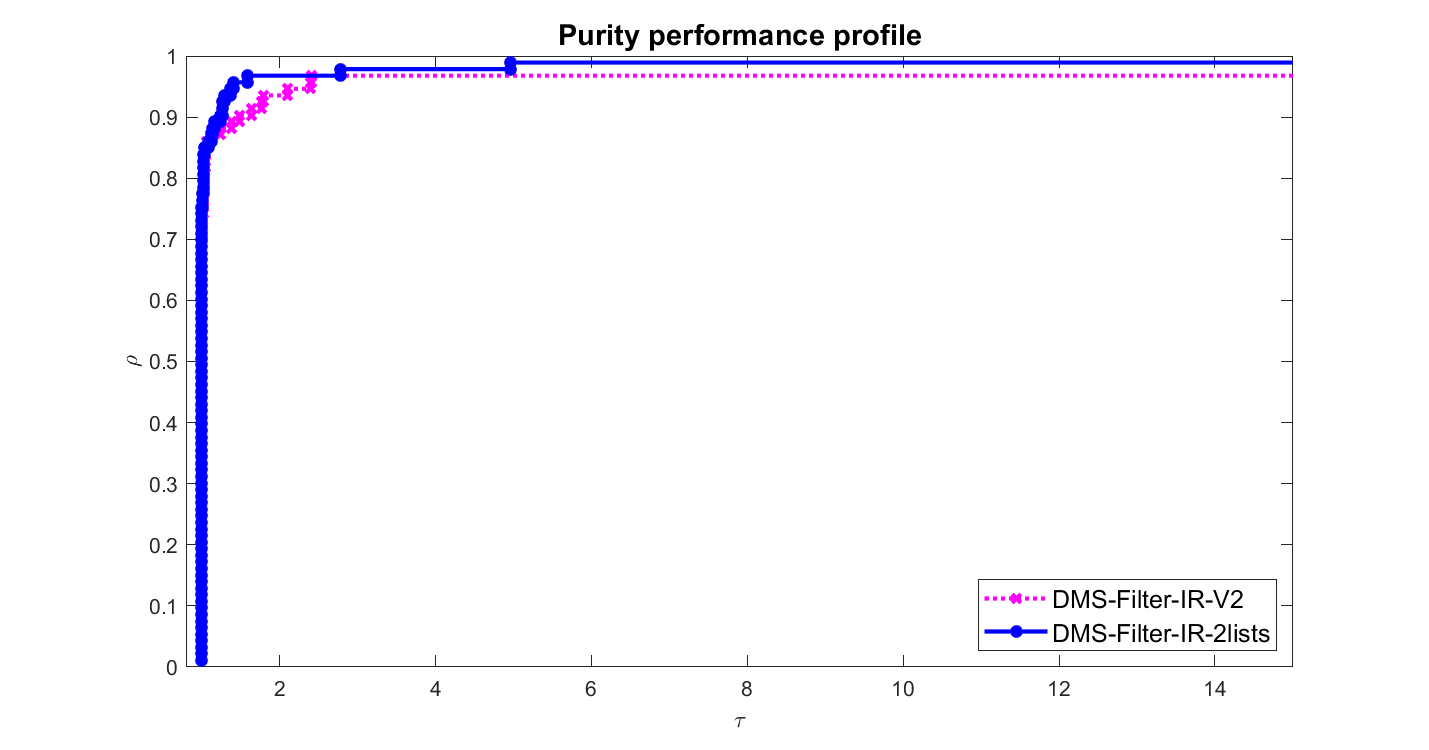 Purity performance profile
1
0.9
0.8
0.7
0.6
0.5
0.4
0.3
0.2
0.1
0
ρ
2 4 6 8 10 12 14
τ
DMS-Filter-IR-V2
DMS-Filter-IR-2lists